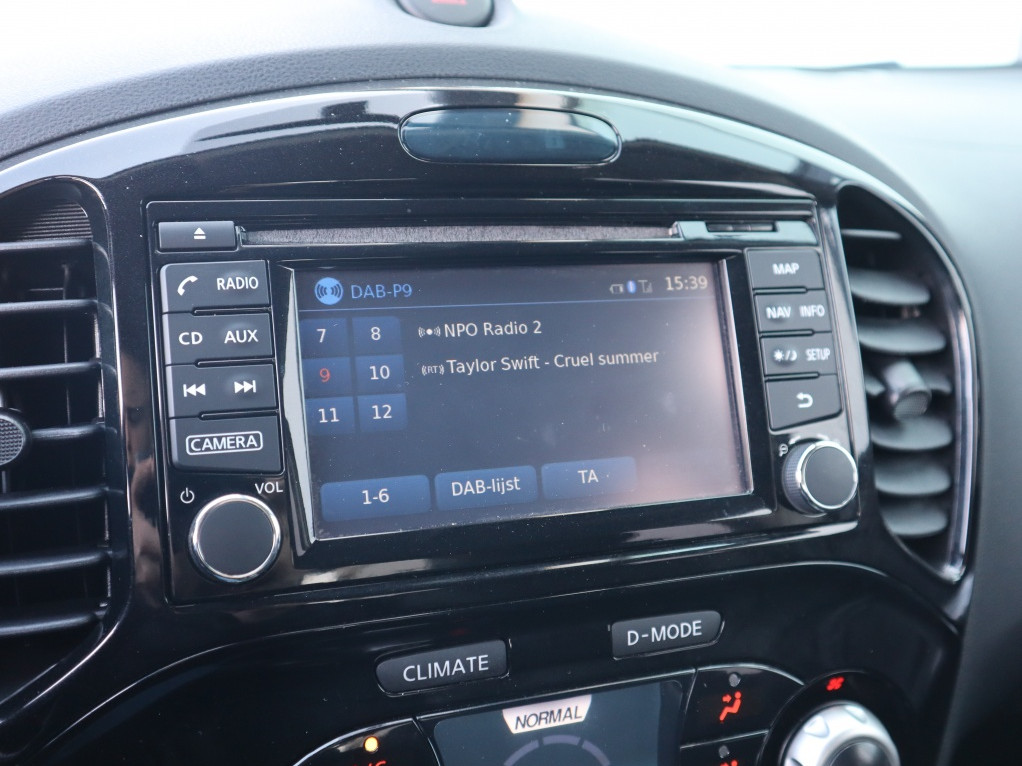 RADIO
CD AUX
CAMERA
VOL
DAB-P9
15:39
7 8
9 10
11 12
NPO Radio 2
(RT) Taylor Swift - Cruel summer
1-6 DAB-lijst TA
MAP
NAV INFO
SETUP
P
CLIMATE
D-MODE
NORMAL